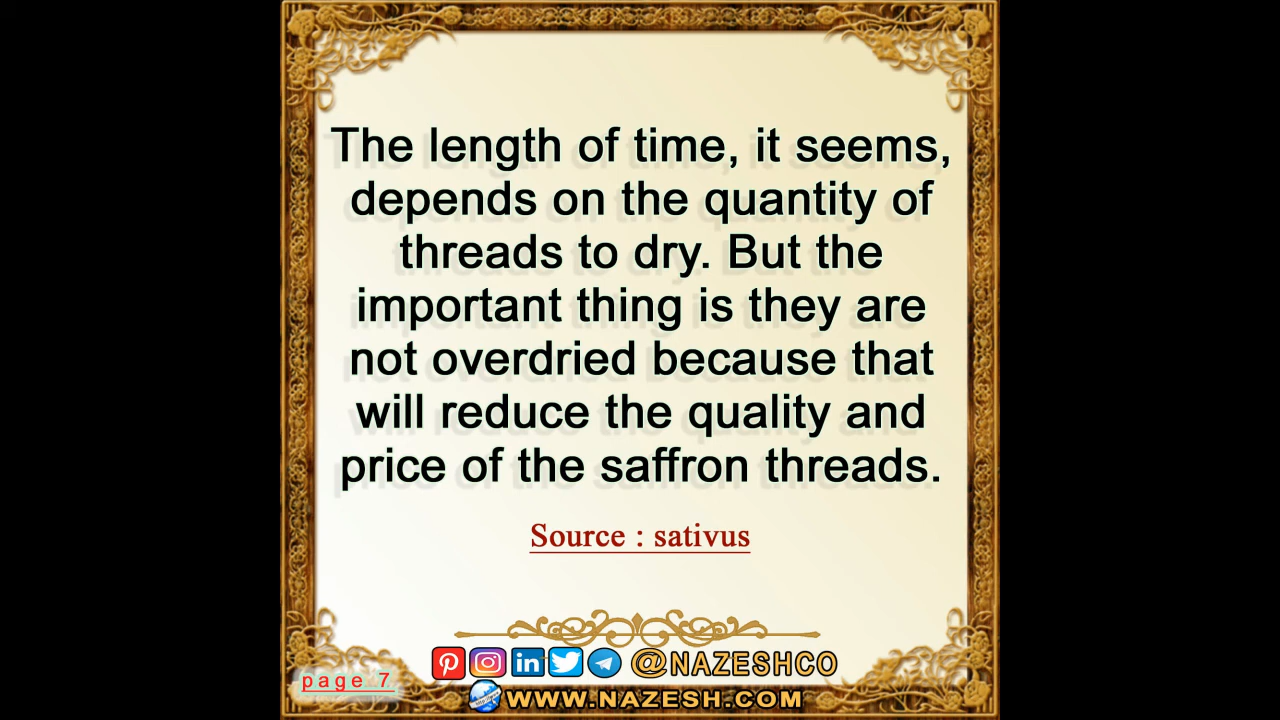 The length of time, it seems,
depends on the quantity of
threads to dry. But the
important thing is they are
not overdried because that
will reduce the quality and
price of the saffron threads.
Source : sativus
@NAZESHCO
page 7
WWW.NAZESH.COM